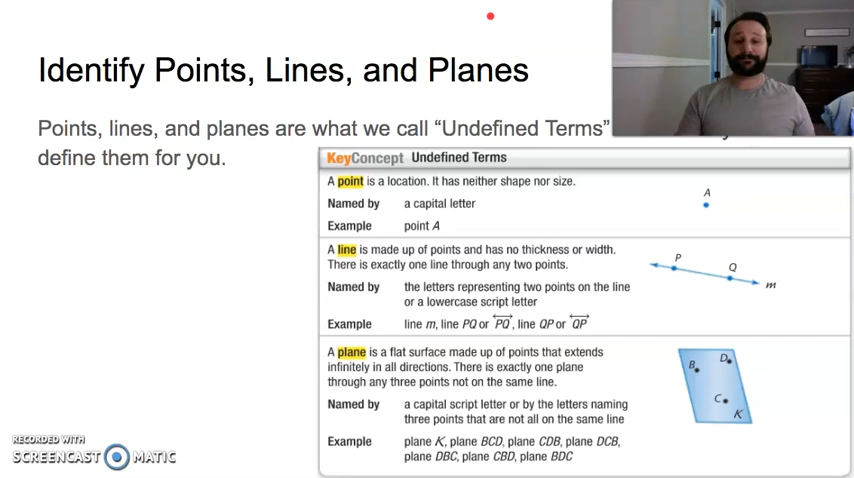 Identify Points, Lines, and Planes
Points, lines, and planes are what we call “Undefined Terms”
define them for you.
KeyConcept Undefined Terms
A point is a location. It has neither shape nor size.
A
Named by a capital letter
Example point A
A line is made up of points and has no thickness or width.
There is exactly one line through any two points.
P
Q
m
Named by the letters representing two points on the line
or a lowercase script letter
Example line m, line PQ or PQ, line QP or QP
A plane is a flat surface made up of points that extends
infinitely in all directions. There is exactly one plane
through any three points not on the same line.
B
D
C
K
Named by a capital script letter or by the letters naming
three points that are not all on the same line
Example plane K, plane BCD, plane CDB, plane DCB,
plane DBC, plane CBD, plane BDC
RECORDED WITH
SCREENCAST MATIC